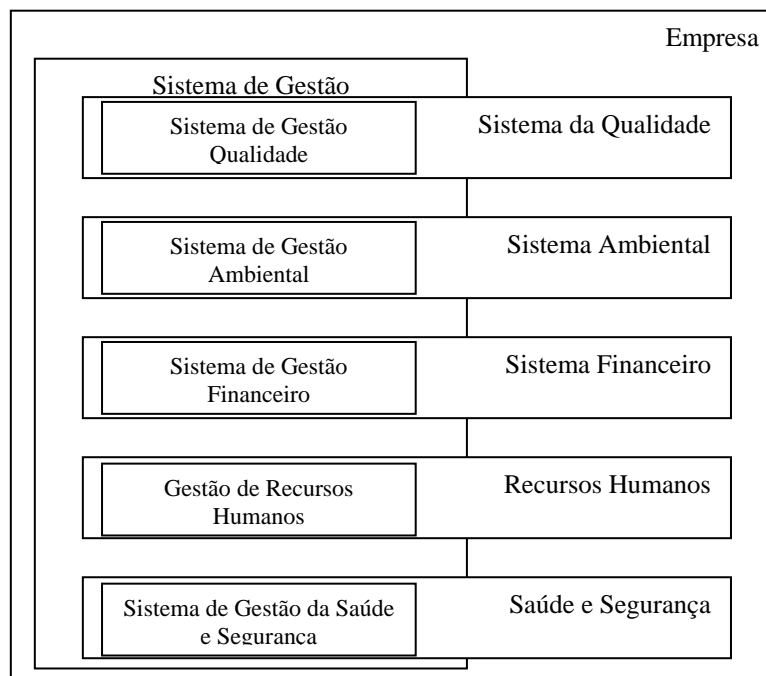 Empresa
Sistema de Gestão
Sistema de Gestão
Qualidade
Sistema da Qualidade
Sistema de Gestão
Ambiental
Sistema Ambiental
Sistema de Gestão
Financeiro
Sistema Financeiro
Gestão de Recursos
Humanos
Recursos Humanos
Sistema de Gestão da Saúde
e Segurança
Saúde e Segurança